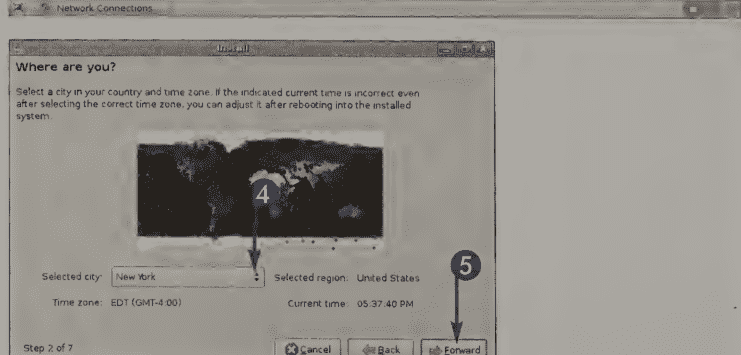 Network Connections
Install
Where are you?
Select a city in your country and time zone. If the indicated current time is incorrect even
after selecting the correct time zone, you can adjust it after rebooting into the installed
system.
4
Selected city: New York Selected region: United States
5
Time zone: EDT (GMT-4:00) Current time: 05:37:40 PM
Step 2 of 7 Cancel Back Forward